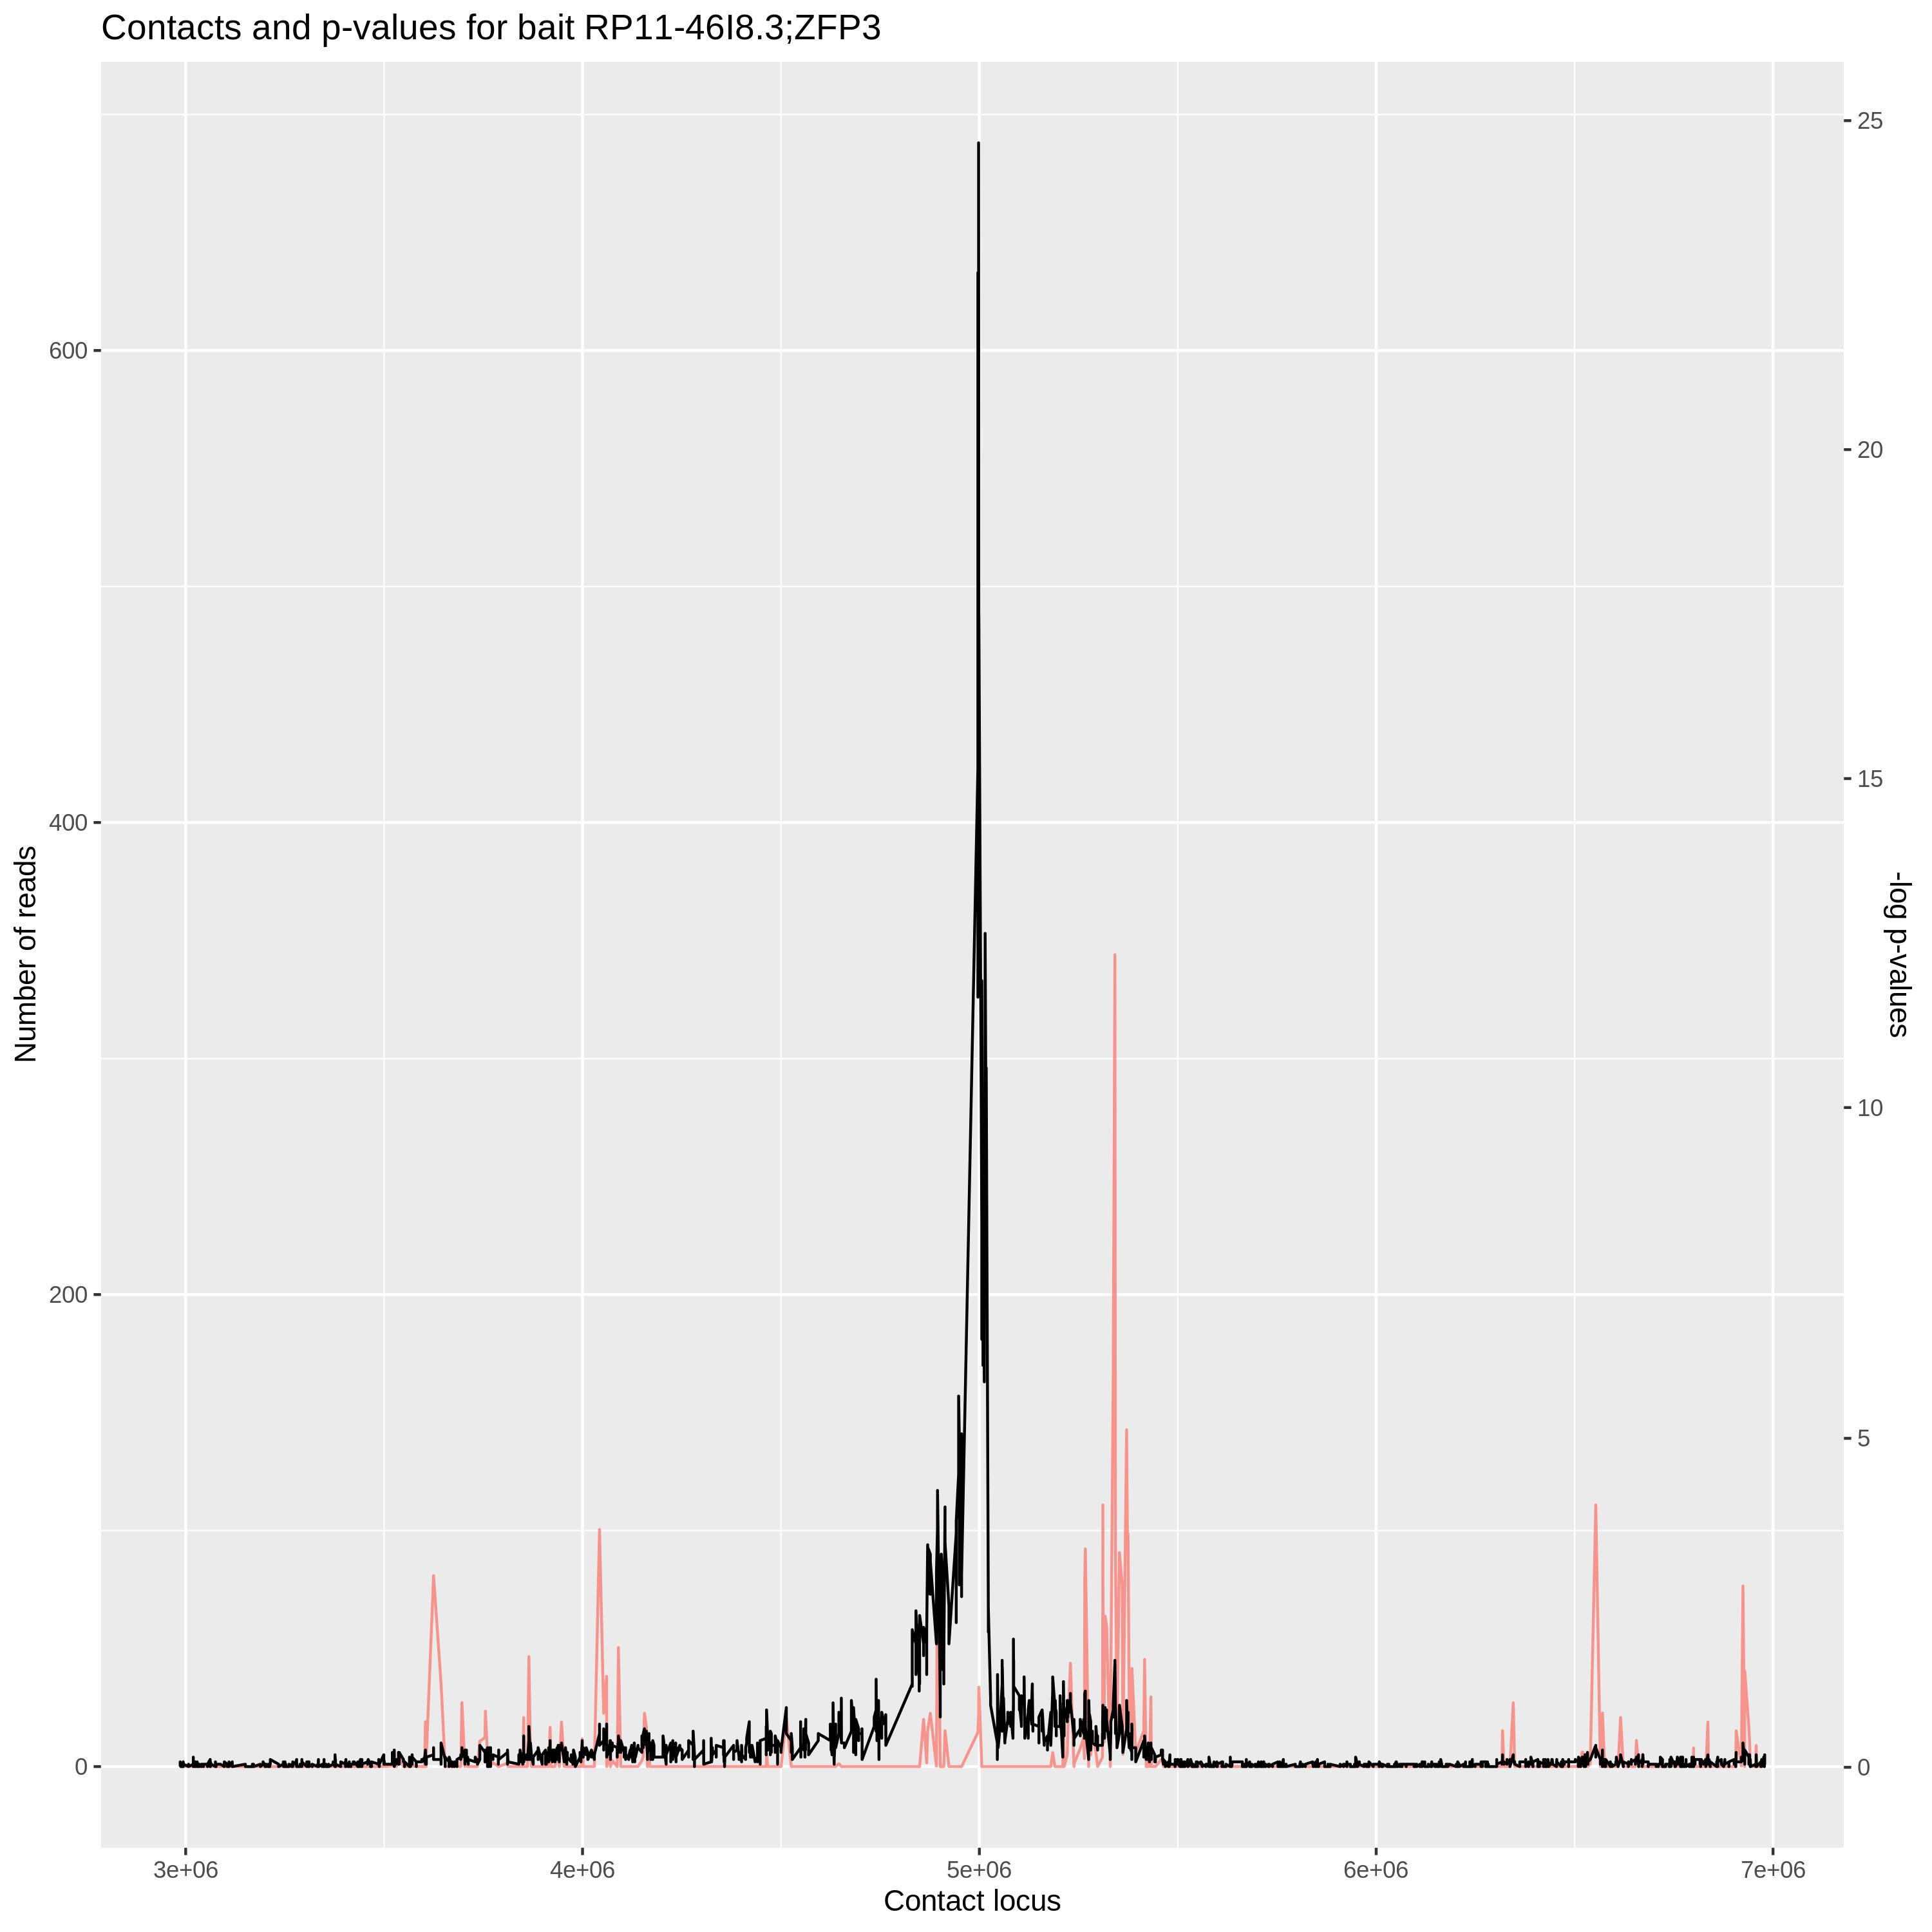 Contacts and p-values for bait RP11-46I8.3;ZFP3
25
20
15
10
5
0
-log p-values
600
400
200
0
Number of reads
3e+06 4e+06 5e+06 6e+06 7e+06
Contact locus